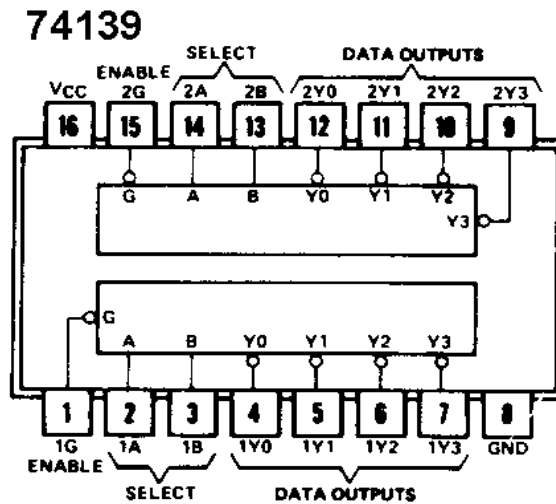 74139
SELECT DATA OUTPUTS
ENABLE
VCC 2G 2A 2B 2Y0 2Y1 2Y2 2Y3
16 15 14 13 12 11 10 9
G A B Y0 Y1 Y2
Y3
G
A B Y0 Y1 Y2 Y3
1 2 3 4 5 6 7 8
1G 1A 1B 1Y0 1Y1 1Y2 1Y3 GND
ENABLE
SELECT DATA OUTPUTS